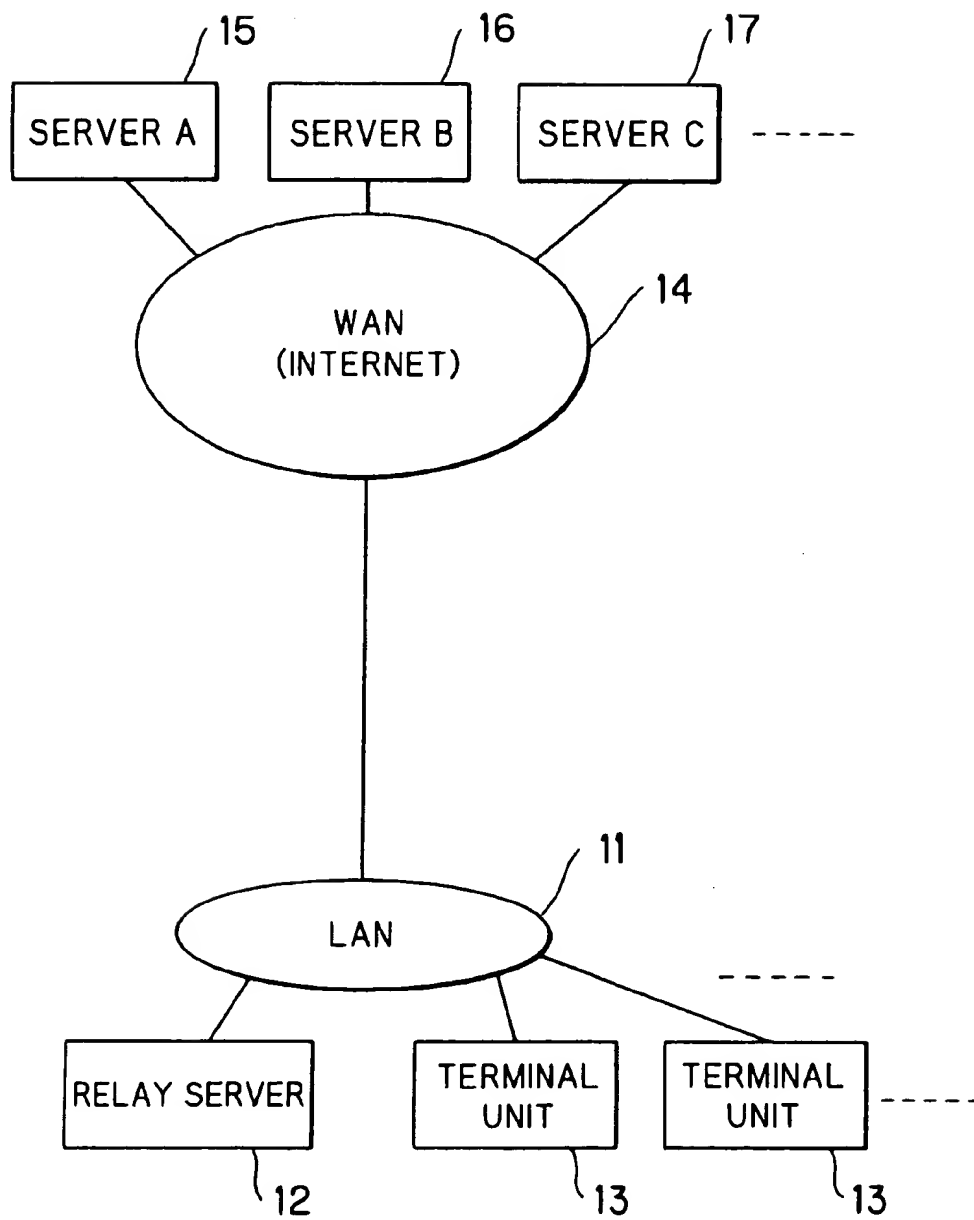 15
16
17
SERVER A
SERVER B
SERVER C
WAN
(INTERNET)
14
11
LAN
RELAY SERVER
TERMINAL
UNIT
TERMINAL
UNIT
12
13
13